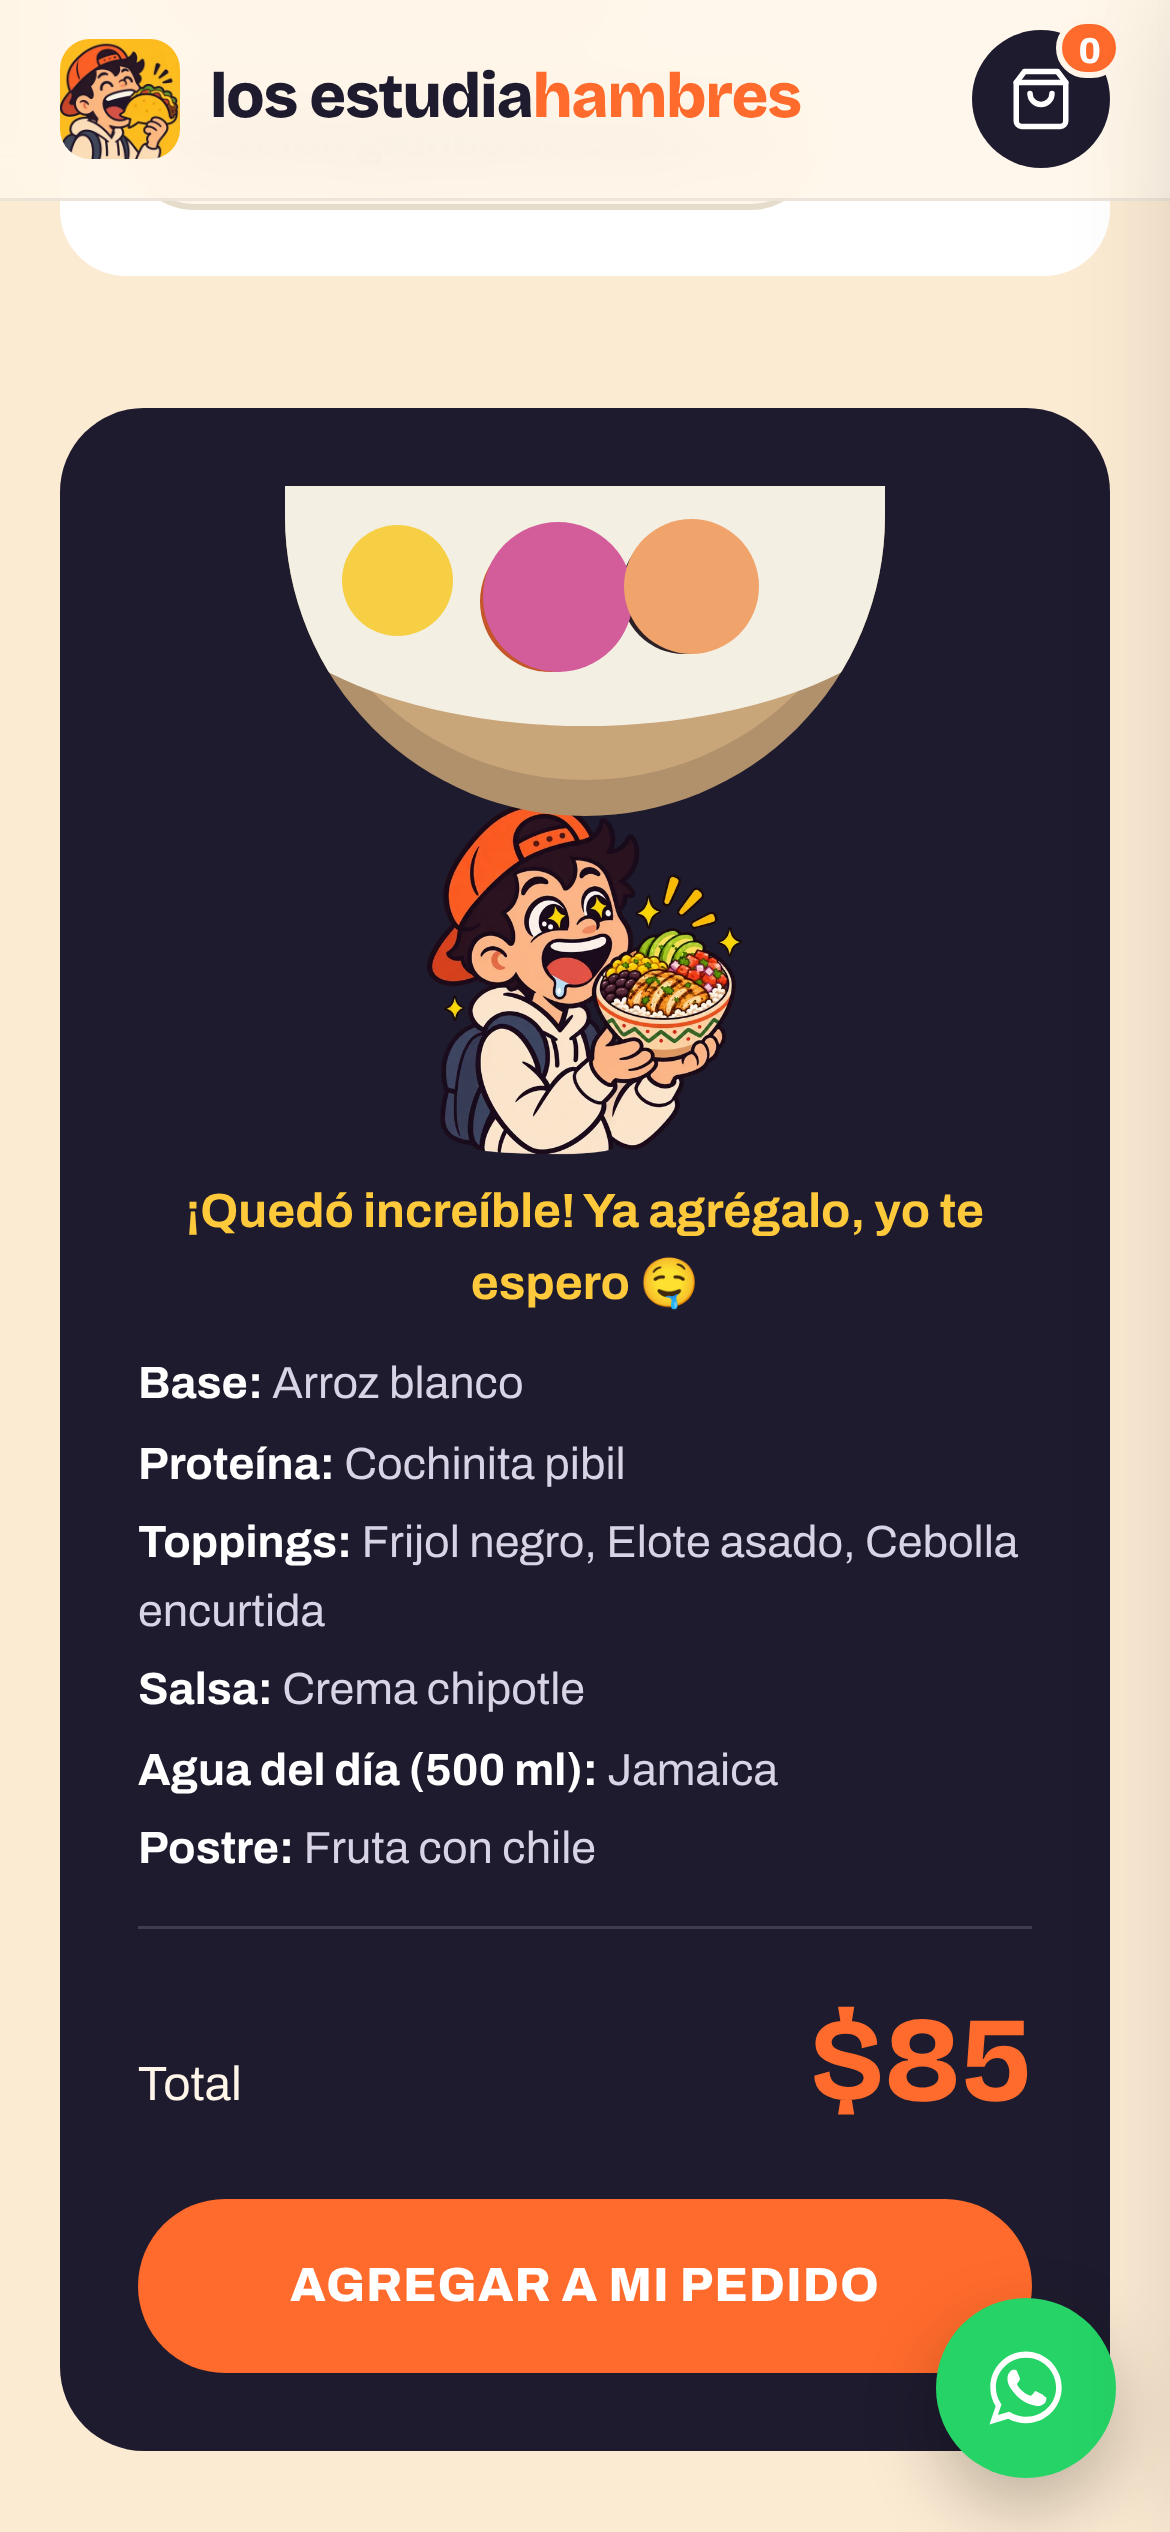 los estudiahambres
0
¡Quedó increíble! Ya agrégalo, yo te
espero 🤤
Base: Arroz blanco
Proteína: Cochinita pibil
Toppings: Frijol negro, Elote asado, Cebolla
encurtida
Salsa: Crema chipotle
Agua del día (500 ml): Jamaica
Postre: Fruta con chile
Total
$85
AGREGAR A MI PEDIDO